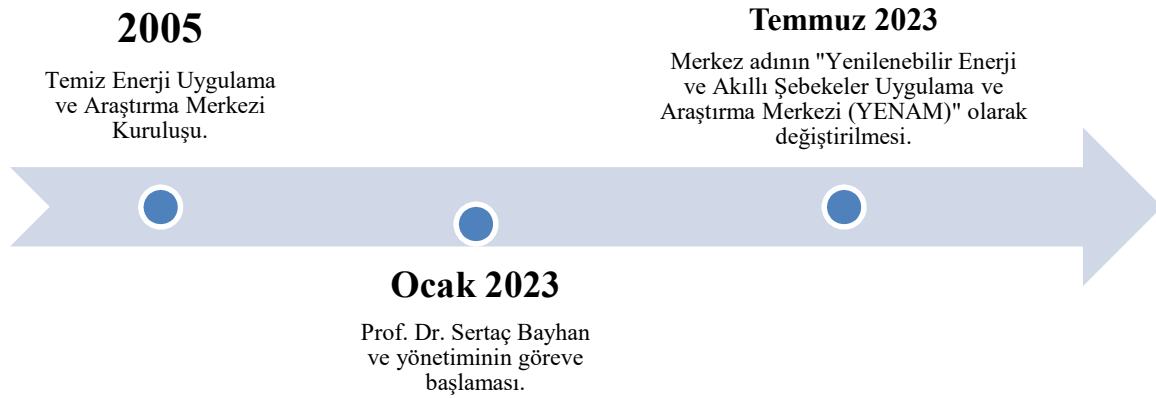 2005
Temiz Enerji Uygulama
ve Araştırma Merkezi
Kuruluşu.
Ocak 2023
Prof. Dr. Sertaç Bayhan
ve yönetiminin göreve
başlaması.
Temmuz 2023
Merkez adının "Yenilenebilir Enerji
ve Akıllı Şebekeler Uygulama ve
Araştırma Merkezi (YENAM)" olarak
değiştirilmesi.